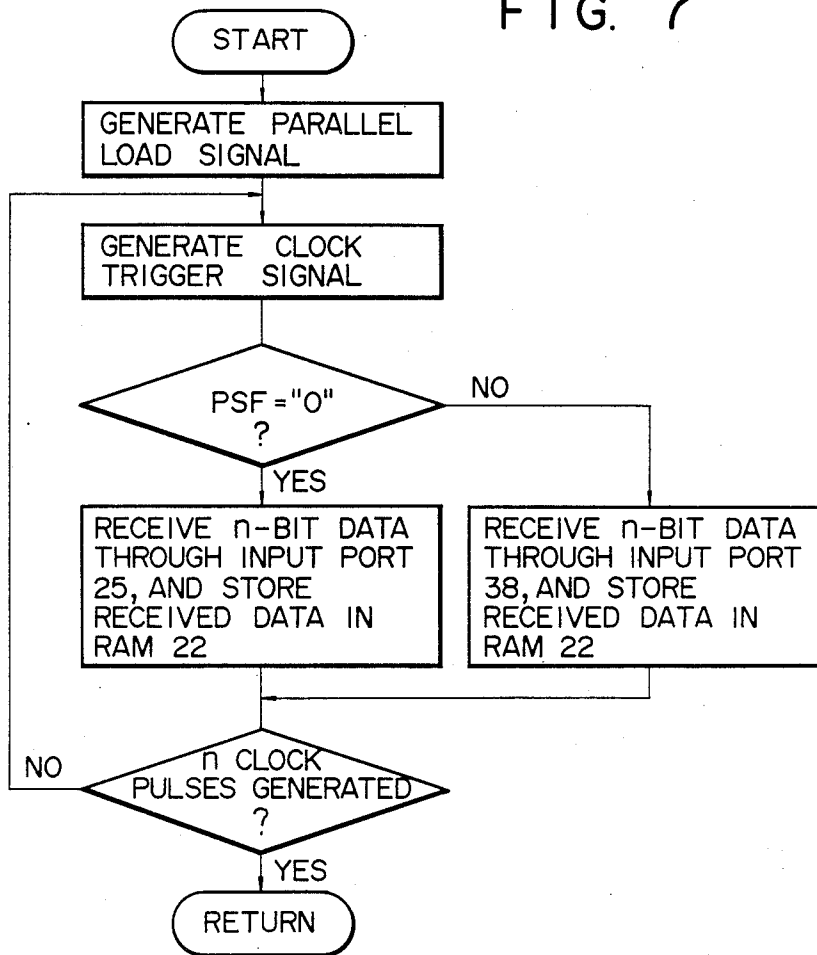 FIG. 7
START
GENERATE PARALLEL
LOAD SIGNAL
GENERATE CLOCK
TRIGGER SIGNAL
PSF="0"
?
NO
YES
RECEIVE n-BIT DATA
THROUGH INPUT PORT
25, AND STORE
RECEIVED DATA IN
RAM 22
RECEIVE n-BIT DATA
THROUGH INPUT PORT
38, AND STORE
RECEIVED DATA IN
RAM 22
n CLOCK
PULSES GENERATED
?
NO
YES
RETURN